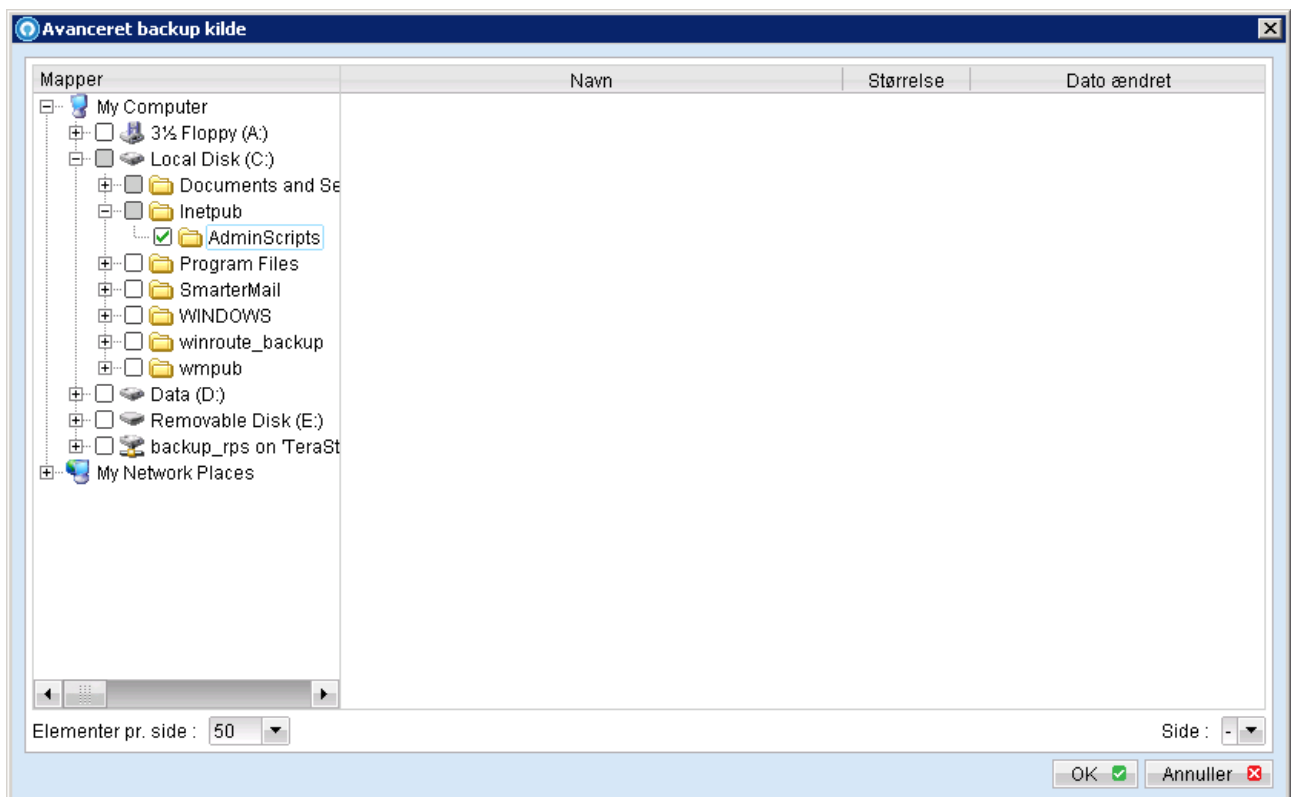 Avanceret backup kilde
Mapper Navn Størrelse Dato ændret
My Computer
3½ Floppy (A:)
Local Disk (C:)
Documents and Se
Inetpub
AdminScripts
Program Files
SmarterMail
WINDOWS
winroute_backup
wmpub
Data (D:)
Removable Disk (E:)
backup_rps on 'TeraSt
My Network Places
Elementer pr. side : 50 Side : -
OK Annuller